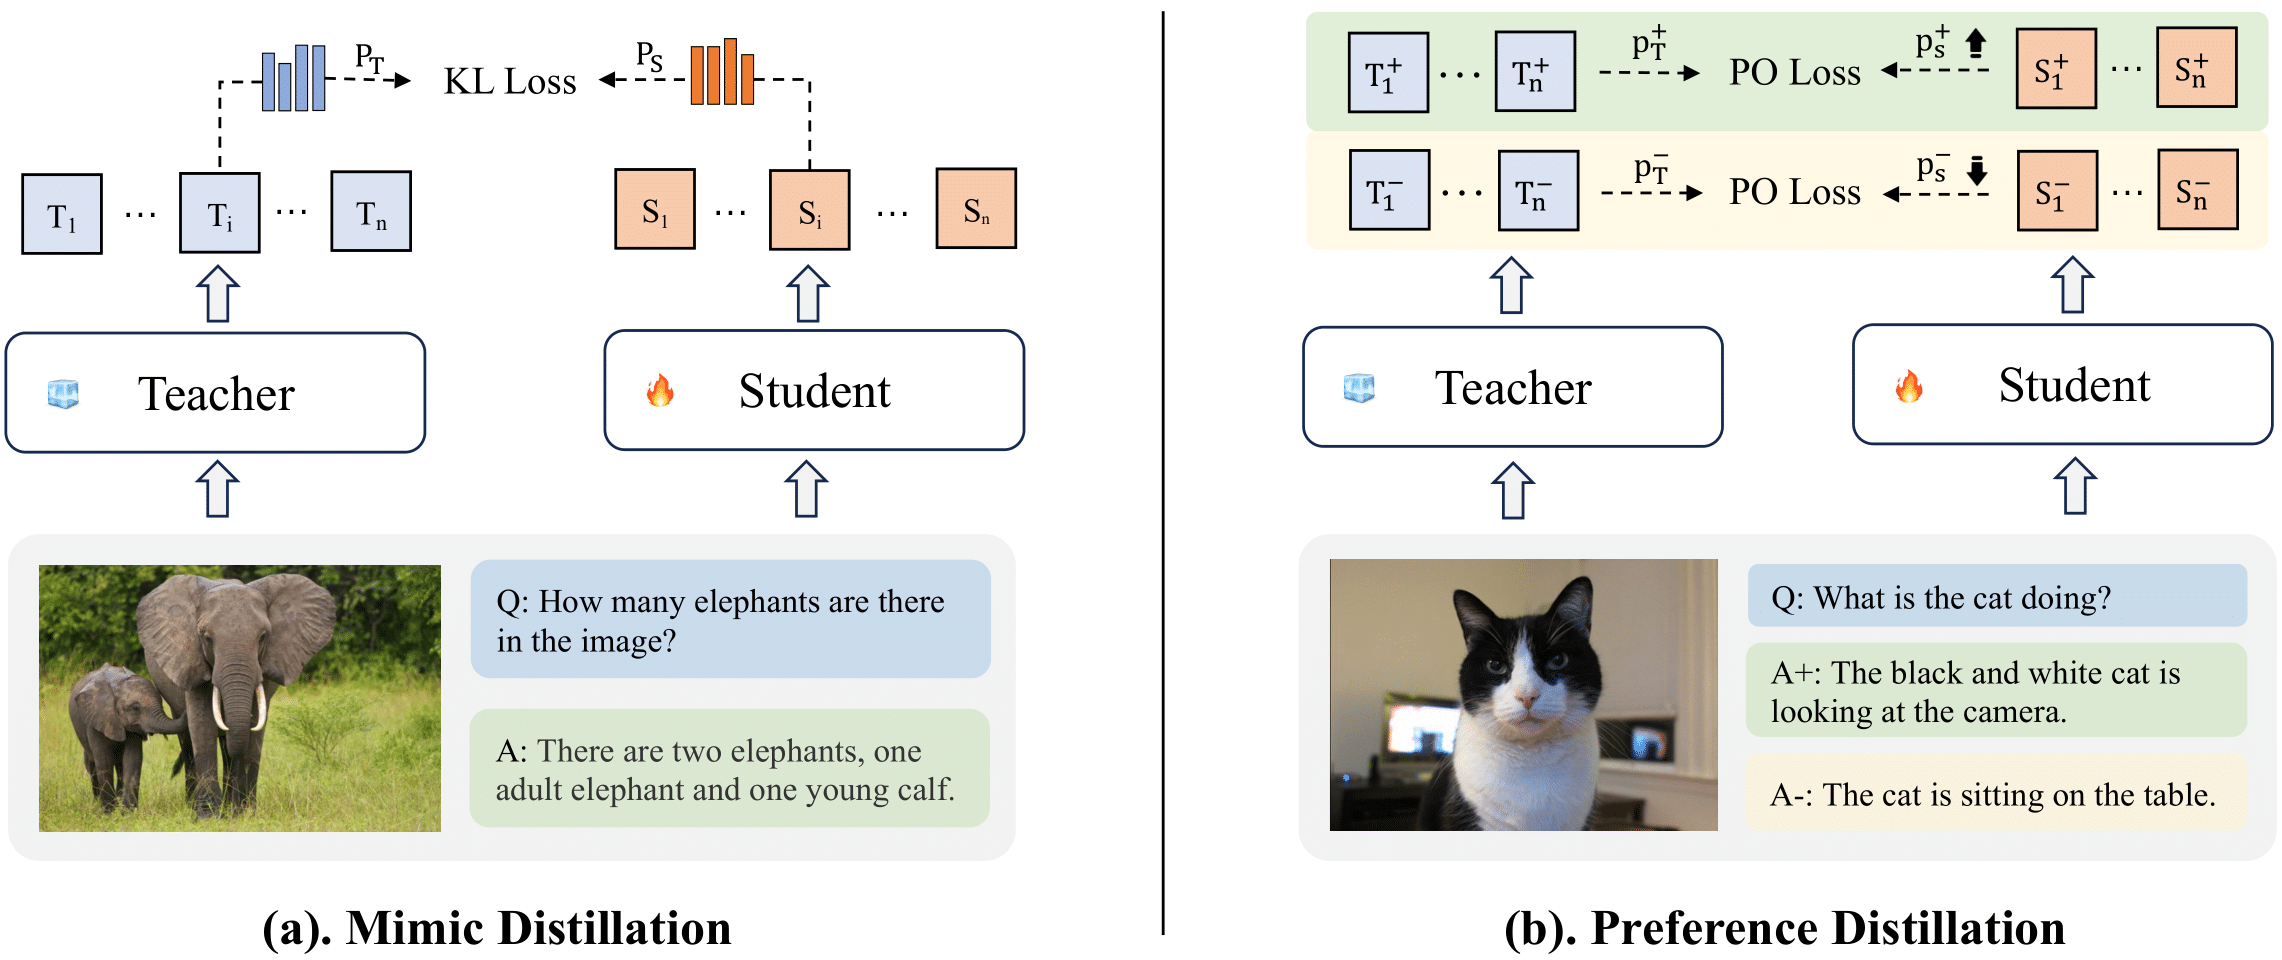 P_T
KL Loss
P_S
T_1 ... T_i ... T_n
S_1 ... S_i ... S_n
Teacher
Student
Q: How many elephants are there
in the image?
A: There are two elephants, one
adult elephant and one young calf.
(a). Mimic Distillation
T_1^+ ... T_n^+
p_T^+
PO Loss
p_s^+
S_1^+ ... S_n^+
T_1^- ... T_n^-
p_T^-
PO Loss
p_s^-
S_1^- ... S_n^-
Teacher
Student
Q: What is the cat doing?
A+: The black and white cat is
looking at the camera.
A-: The cat is sitting on the table.
(b). Preference Distillation